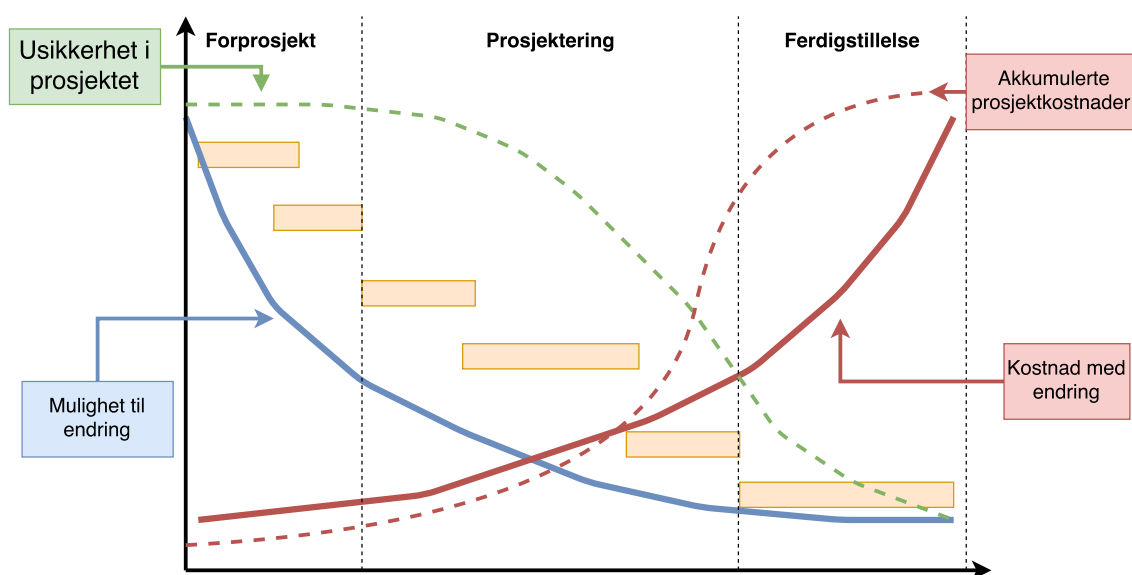 Forprosjekt
Prosjektering
Ferdigstillelse
Usikkerhet i
prosjektet
Akkumulerte
prosjektkostnader
Mulighet til
endring
Kostnad med
endring